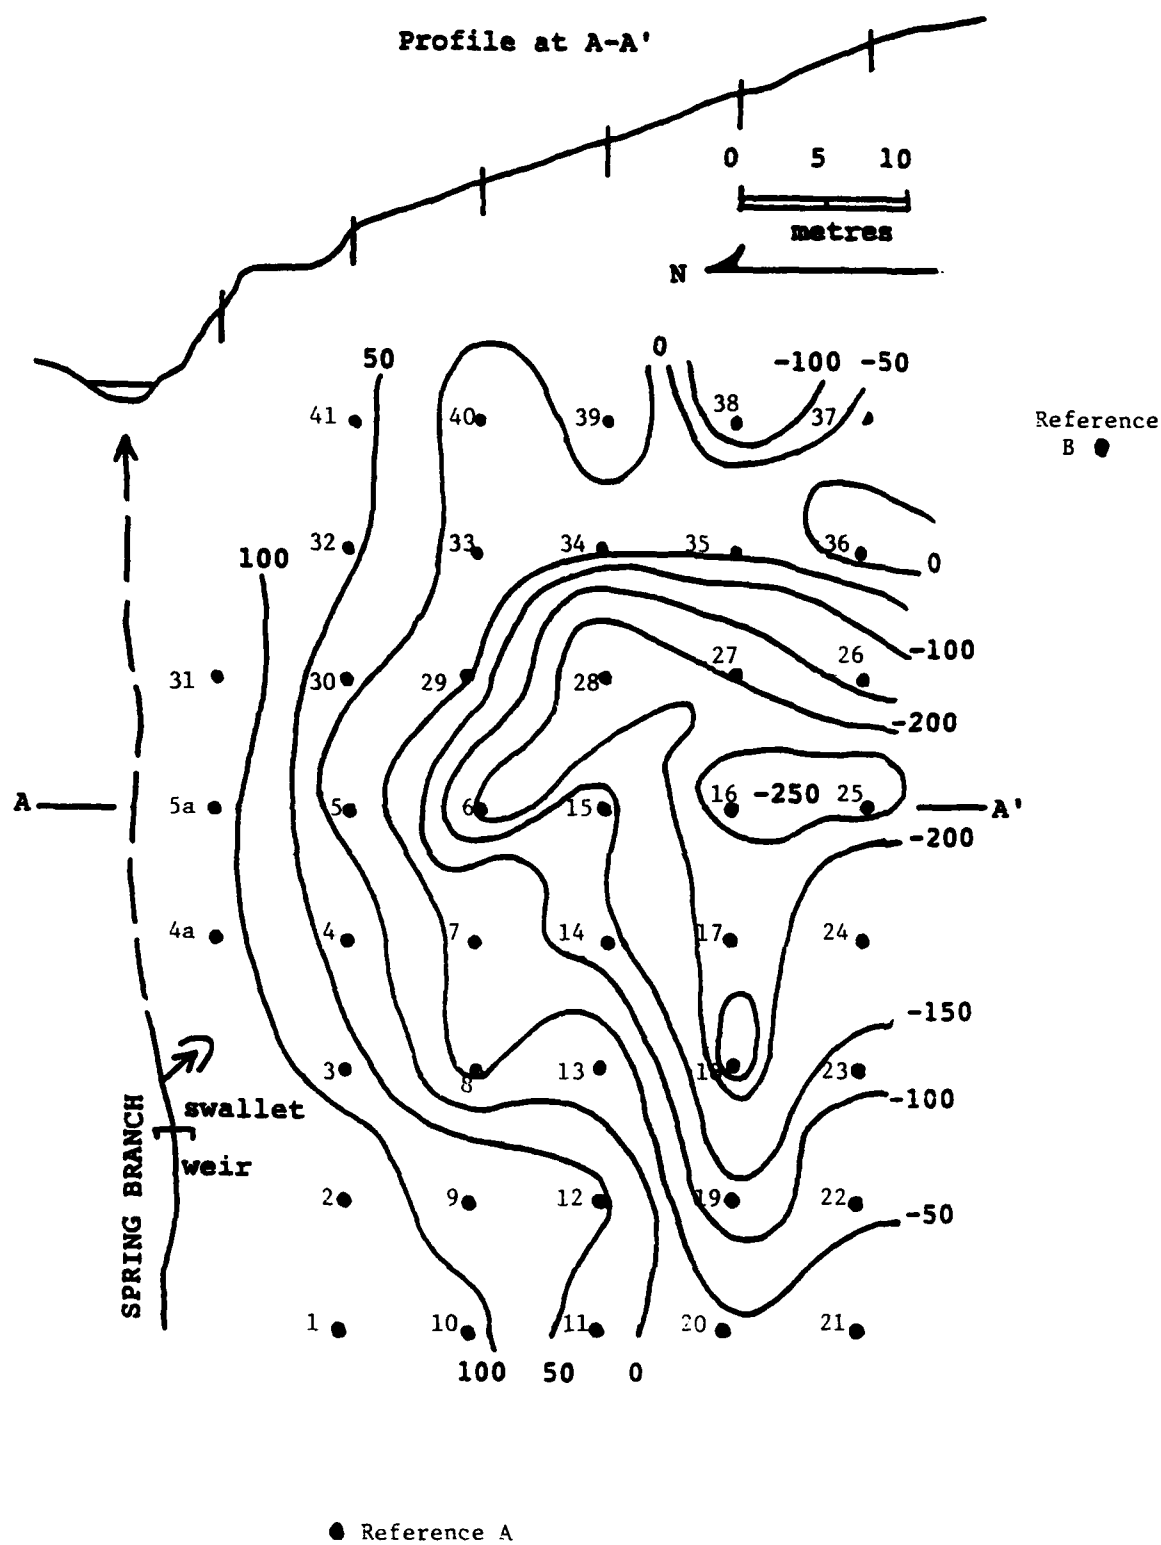 Profile at A-A'
0 5 10
metres
N
50 0 -100 -50
41 40 39 38 37
Reference
B
100 32 33 34 35 36 0
31 30 29 28 27 26 -100
-200
A 5a 5 6 15 16 -250 25 A'
-200
4a 4 7 14 17 24
-150
3 8 13 18 23
-100
swallet
weir
SPRING BRANCH
2 9 12 19 22 -50
1 10 11 20 21
100 50 0
Reference A